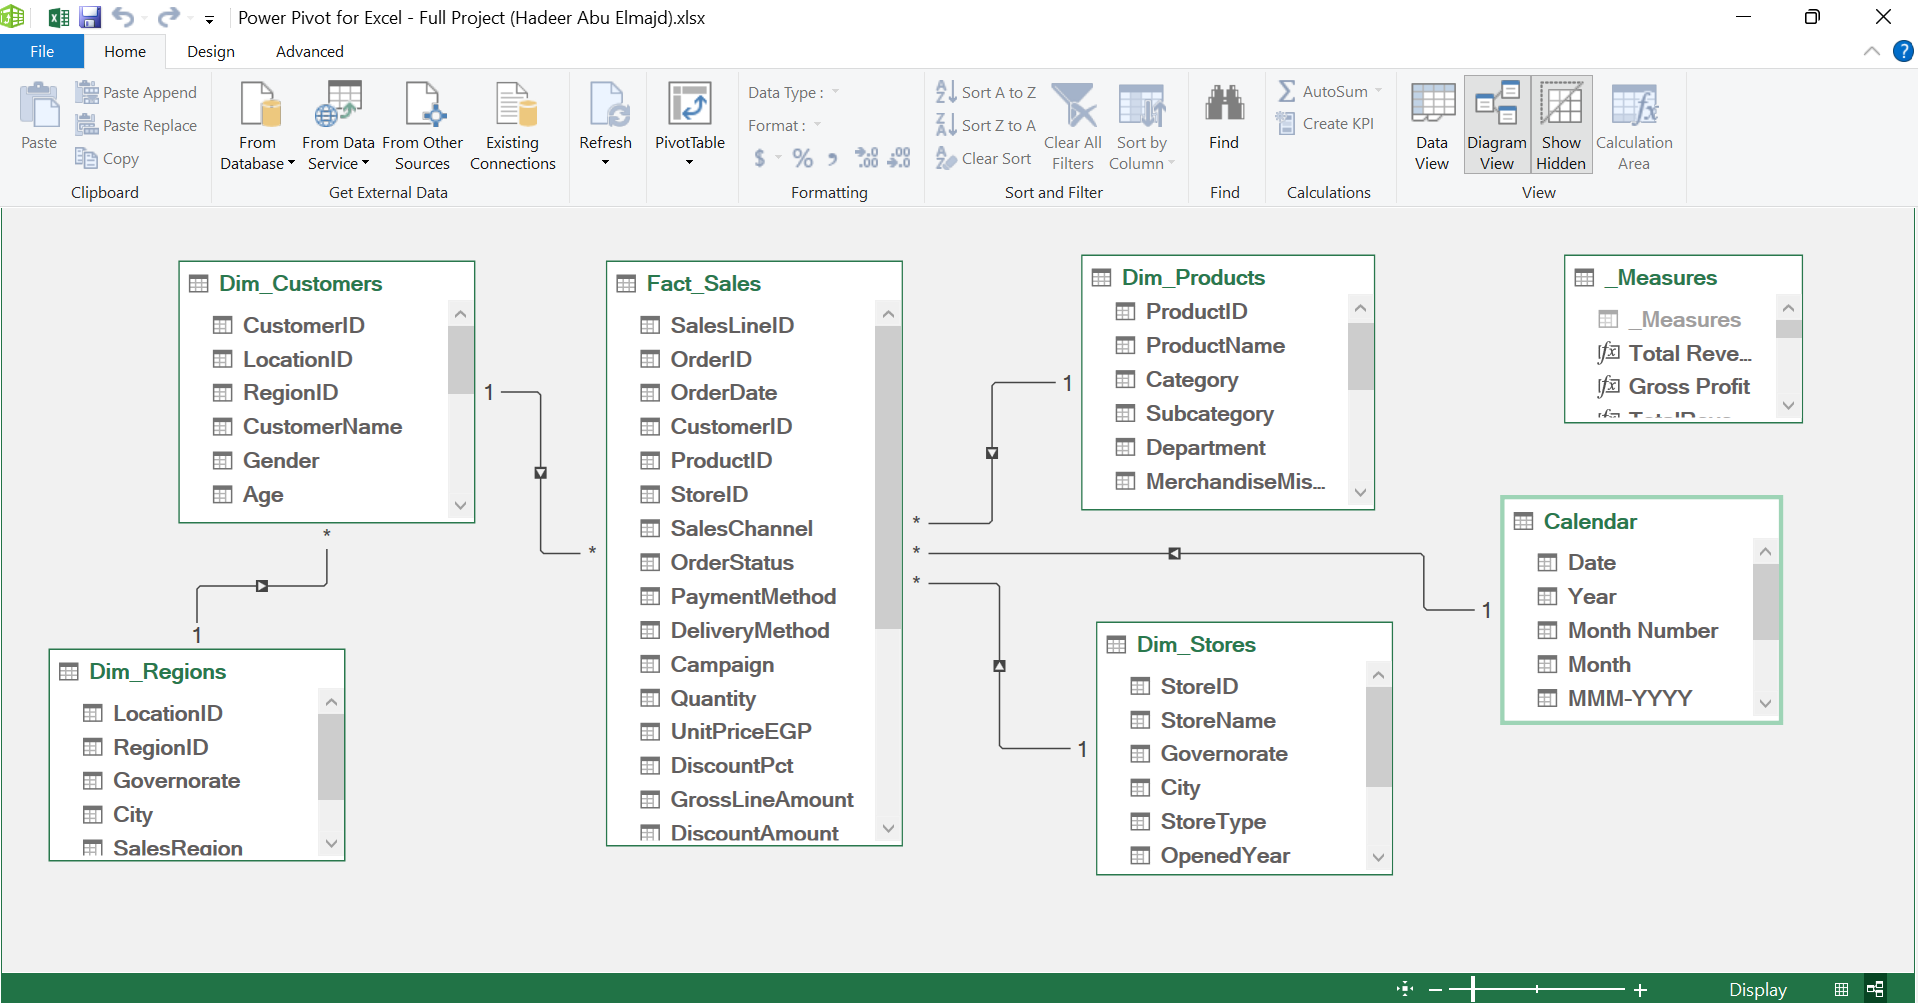 Power Pivot for Excel - Full Project (Hadeer Abu Elmajd).xlsx
File
Home
Design
Advanced
Paste
Paste Append
Paste Replace
Copy
Clipboard
From
Database
From Data
Service
From Other
Sources
Existing
Connections
Get External Data
Refresh
PivotTable
Data Type :
Format :
$ % ,
Formatting
Sort A to Z
Sort Z to A
Clear Sort
Clear All
Filters
Sort by
Column
Sort and Filter
Find
Find
AutoSum
Create KPI
Calculations
Data
View
Diagram
View
Show
Hidden
Calculation
Area
View
Dim_Customers
CustomerID
LocationID
RegionID
CustomerName
Gender
Age
Fact_Sales
SalesLineID
OrderID
OrderDate
CustomerID
ProductID
StoreID
SalesChannel
OrderStatus
PaymentMethod
DeliveryMethod
Campaign
Quantity
UnitPriceEGP
DiscountPct
GrossLineAmount
DiscountAmount
Dim_Products
ProductID
ProductName
Category
Subcategory
Department
MerchandiseMis...
_Measures
_Measures
Total Reve...
Gross Profit
Calendar
Date
Year
Month Number
Month
MMM-YYYY
Dim_Regions
LocationID
RegionID
Governorate
City
SalesRegion
Dim_Stores
StoreID
StoreName
Governorate
City
StoreType
OpenedYear
1
*
*
1
1
*
*
1
*
1
Display